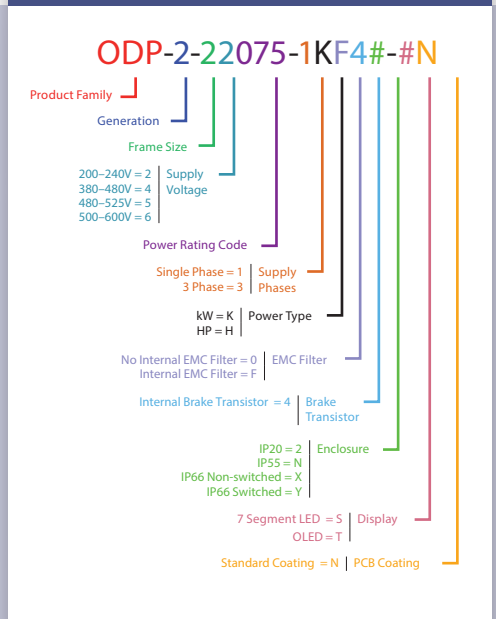 ODP-2-22075-1KF4#-#N
Product Family
Generation
Frame Size
200–240V = 2 Supply
380–480V = 4 Voltage
480–525V = 5
500–600V = 6
Power Rating Code
Single Phase = 1 Supply
3 Phase = 3 Phases
kW = K Power Type
HP = H
No Internal EMC Filter = 0 EMC Filter
Internal EMC Filter = F
Internal Brake Transistor = 4 Brake
Transistor
IP20 = 2 Enclosure
IP55 = N
IP66 Non-switched = X
IP66 Switched = Y
7 Segment LED = S Display
OLED = T
Standard Coating = N PCB Coating